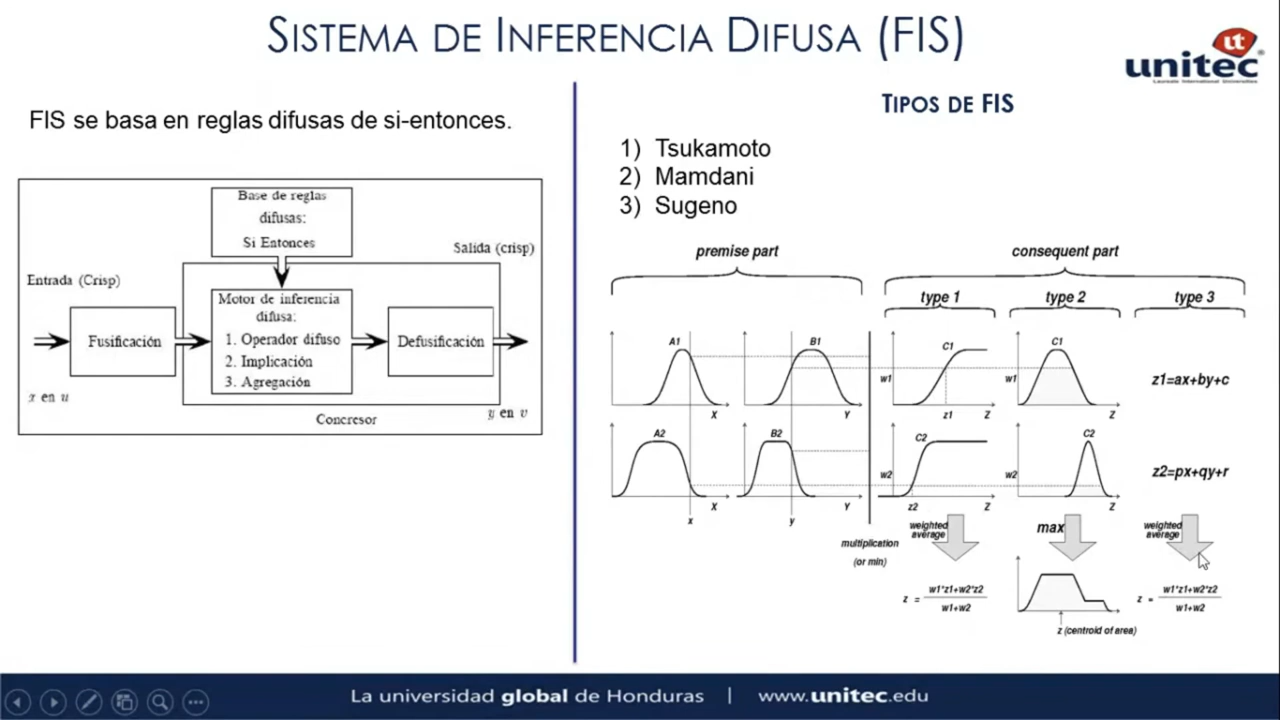 SISTEMA DE INFERENCIA DIFUSA (FIS)
ut
unitec
Laureate International Universities
FIS se basa en reglas difusas de si-entonces.
Base de reglas
difusas:
Si Entonces
Salida (crisp)
Entrada (Crisp)
Fusificación
Motor de inferencia
difusa:
1. Operador difuso
2. Implicación
3. Agregación
Defusificación
x en u
y en v
Concresor
TIPOS DE FIS
1) Tsukamoto
2) Mamdani
3) Sugeno
premise part
consequent part
type 1
type 2
type 3
A1
B1
C1
C1
w1
w1
z1=ax+by+c
X
Y
z1
Z
Z
A2
B2
C2
C2
w2
w2
z2=px+qy+r
X
Y
z2
Z
Z
x
y
multiplication
(or min)
weighted
average
max
weighted
average
z = w1*z1+w2*z2
w1+w2
z (centroid of area)
z = w1*z1+w2*z2
w1+w2
La universidad global de Honduras | www.unitec.edu